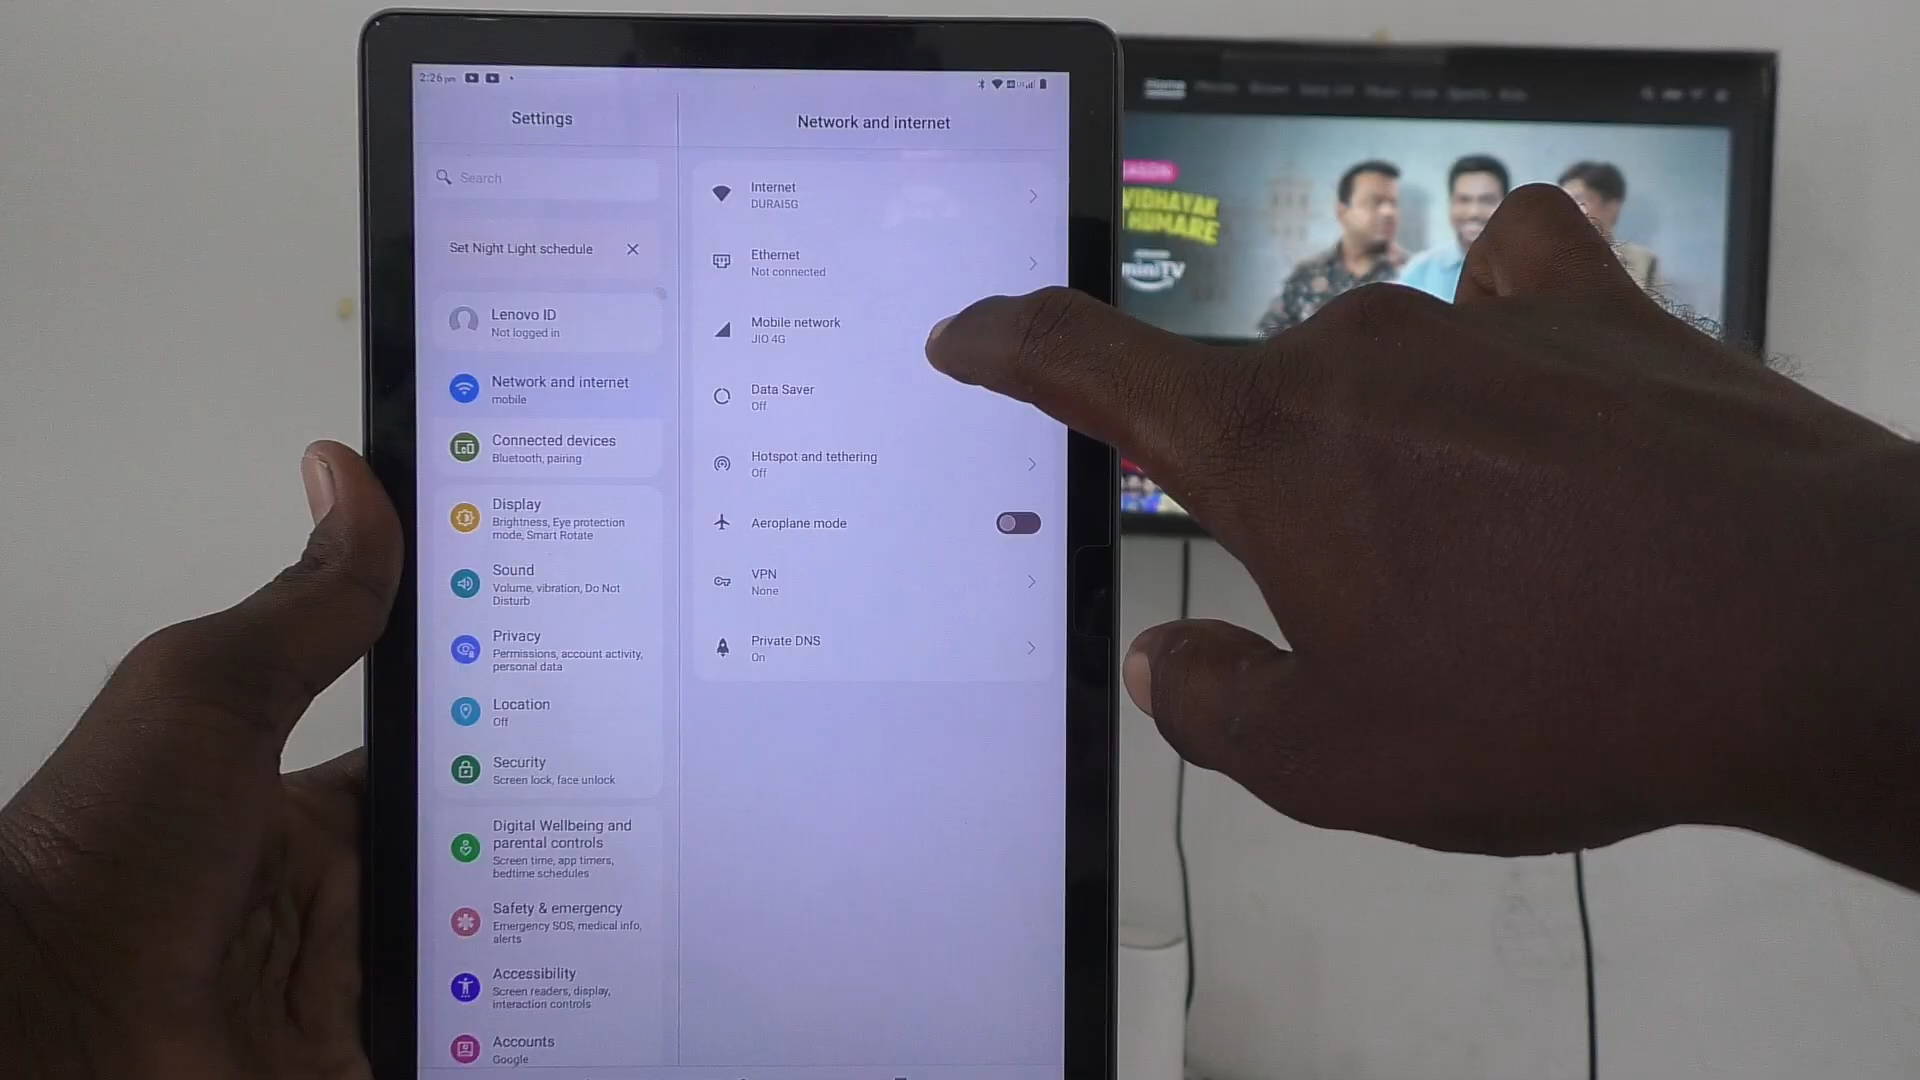 2:26 pm
Settings
Search
Set Night Light schedule
Lenovo ID
Not logged in
Network and internet
mobile
Connected devices
Bluetooth, pairing
Display
Brightness, Eye protection
mode, Smart Rotate
Sound
Volume, vibration, Do Not
Disturb
Privacy
Permissions, account activity,
personal data
Location
Off
Security
Screen lock, face unlock
Digital Wellbeing and
parental controls
Screen time, app timers,
bedtime schedules
Safety & emergency
Emergency SOS, medical info,
alerts
Accessibility
Screen readers, display,
interaction controls
Accounts
Google
Network and internet
Internet
DURAI5G
Ethernet
Not connected
Mobile network
JIO 4G
Data Saver
Off
Hotspot and tethering
Off
Aeroplane mode
VPN
None
Private DNS
On
Home
VIDHAYAK
HUMARE
miniTV